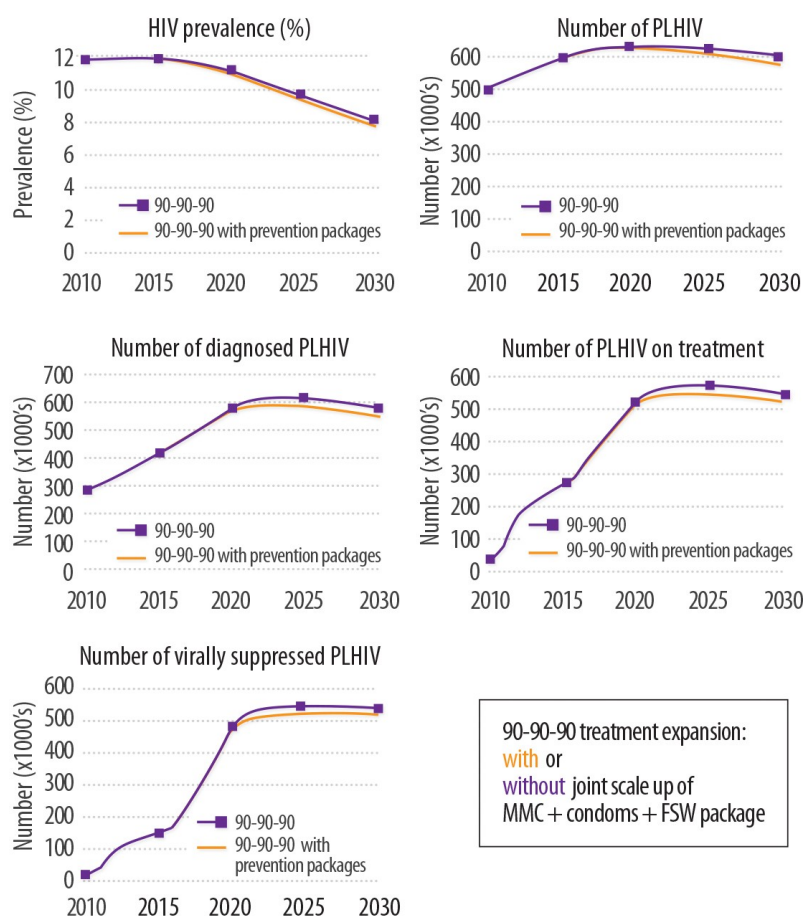 HIV prevalence (%)
12
10
8
6
4
2
0
Prevalence (%)
90-90-90
90-90-90 with prevention packages
2010 2015 2020 2025 2030
Number of PLHIV
600
500
400
300
200
100
0
Number (x1000's)
90-90-90
90-90-90 with prevention packages
2010 2015 2020 2025 2030
Number of diagnosed PLHIV
700
600
500
400
300
200
100
0
Number (x1000's)
90-90-90
90-90-90 with prevention packages
2010 2015 2020 2025 2030
Number of PLHIV on treatment
600
500
400
300
200
100
0
Number (x1000's)
90-90-90
90-90-90 with prevention packages
2010 2015 2020 2025 2030
Number of virally suppressed PLHIV
600
500
400
300
200
100
0
Number (x1000's)
90-90-90
90-90-90 with
prevention packages
2010 2015 2020 2025 2030
90-90-90 treatment expansion:
with or
without joint scale up of
MMC + condoms + FSW package